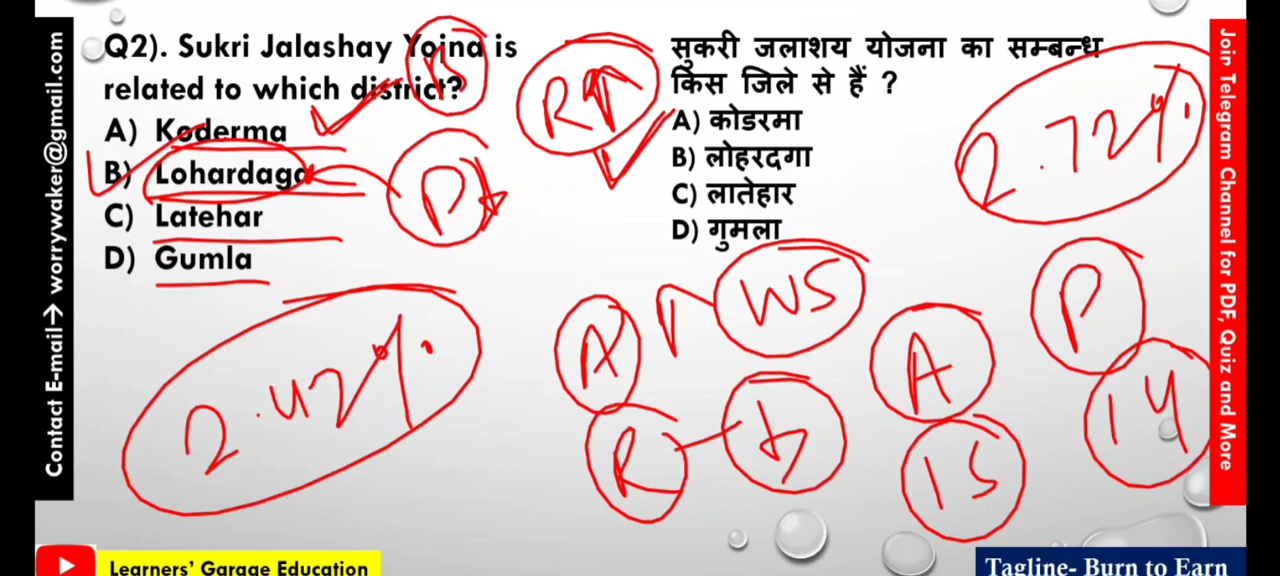 Q2). Sukri Jalashay Yojna is
related to which district?
A) Koderma
B) Lohardaga
C) Latehar
D) Gumla
सुकरी जलाशय योजना का सम्बन्ध
किस जिले से हैं ?
A) कोडरमा
B) लोहरदगा
C) लातेहार
D) गुमला
R
P
2.72%
2.42%
A
WS
R
A
15
P
14
Contact E-mail→ worrywaker@gmail.com
Join Telegram Channel for PDF, Quiz and More
Learners' Garage Education
Tagline- Burn to Earn